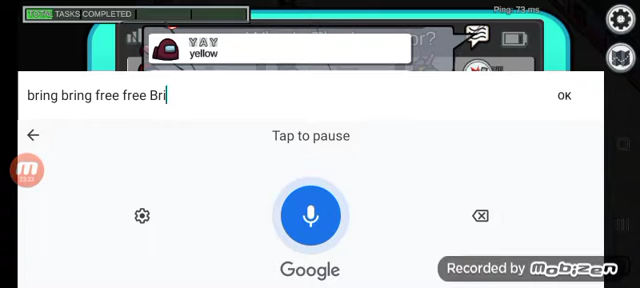 TASKS COMPLETED
Ping: 73 ms
or?
YAY
yellow
bring bring free free Bri
OK
Tap to pause
Google
Recorded by
MOBIZEN